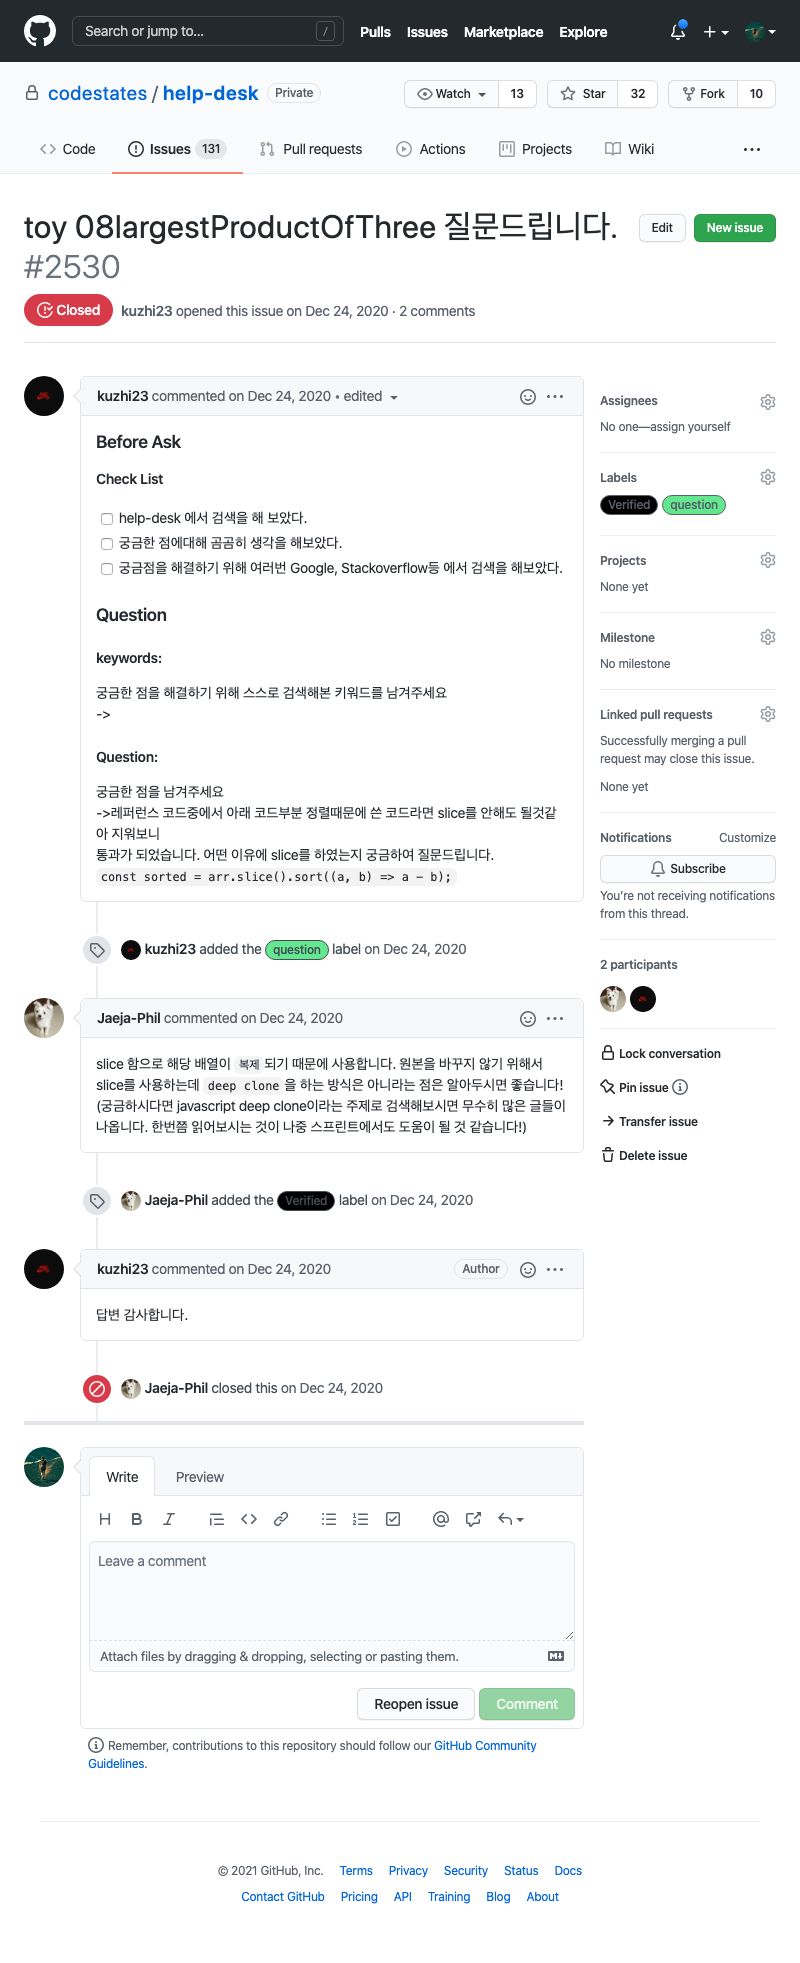 Search or jump to... /
Pulls Issues Marketplace Explore
codestates / help-desk Private
Watch 13 Star 32 Fork 10
Code Issues 131 Pull requests Actions Projects Wiki ...
toy 08largestProductOfThree 질문드립니다.
#2530
Edit New issue
Closed kuzhi23 opened this issue on Dec 24, 2020 · 2 comments
kuzhi23 commented on Dec 24, 2020 • edited
Before Ask
Check List
help-desk 에서 검색을 해 보았다.
궁금한 점에대해 곰곰히 생각을 해보았다.
궁금점을 해결하기 위해 여러번 Google, Stackoverflow등 에서 검색을 해보았다.
Question
keywords:
궁금한 점을 해결하기 위해 스스로 검색해본 키워드를 남겨주세요
->
Question:
궁금한 점을 남겨주세요
->레퍼런스 코드중에서 아래 코드부분 정렬때문에 쓴 코드라면 slice를 안해도 될것같
아 지워보니
통과가 되었습니다. 어떤 이유에 slice를 하였는지 궁금하여 질문드립니다.
const sorted = arr.slice().sort((a, b) => a - b);
kuzhi23 added the question label on Dec 24, 2020
Jaeja-Phil commented on Dec 24, 2020
slice 함으로 해당 배열이 복제 되기 때문에 사용합니다. 원본을 바꾸지 않기 위해서
slice를 사용하는데 deep clone 을 하는 방식은 아니라는 점은 알아두시면 좋습니다!
(궁금하시다면 javascript deep clone이라는 주제로 검색해보시면 무수히 많은 글들이
나옵니다. 한번쯤 읽어보시는 것이 나중 스프린트에서도 도움이 될 것 같습니다!)
Jaeja-Phil added the Verified label on Dec 24, 2020
kuzhi23 commented on Dec 24, 2020 Author
답변 감사합니다.
Jaeja-Phil closed this on Dec 24, 2020
Write Preview
H B I
Leave a comment
Attach files by dragging & dropping, selecting or pasting them.
Reopen issue Comment
Remember, contributions to this repository should follow our GitHub Community
Guidelines.
Assignees
No one—assign yourself
Labels
Verified question
Projects
None yet
Milestone
No milestone
Linked pull requests
Successfully merging a pull
request may close this issue.
None yet
Notifications Customize
Subscribe
You're not receiving notifications
from this thread.
2 participants
Lock conversation
Pin issue
Transfer issue
Delete issue
© 2021 GitHub, Inc. Terms Privacy Security Status Docs
Contact GitHub Pricing API Training Blog About